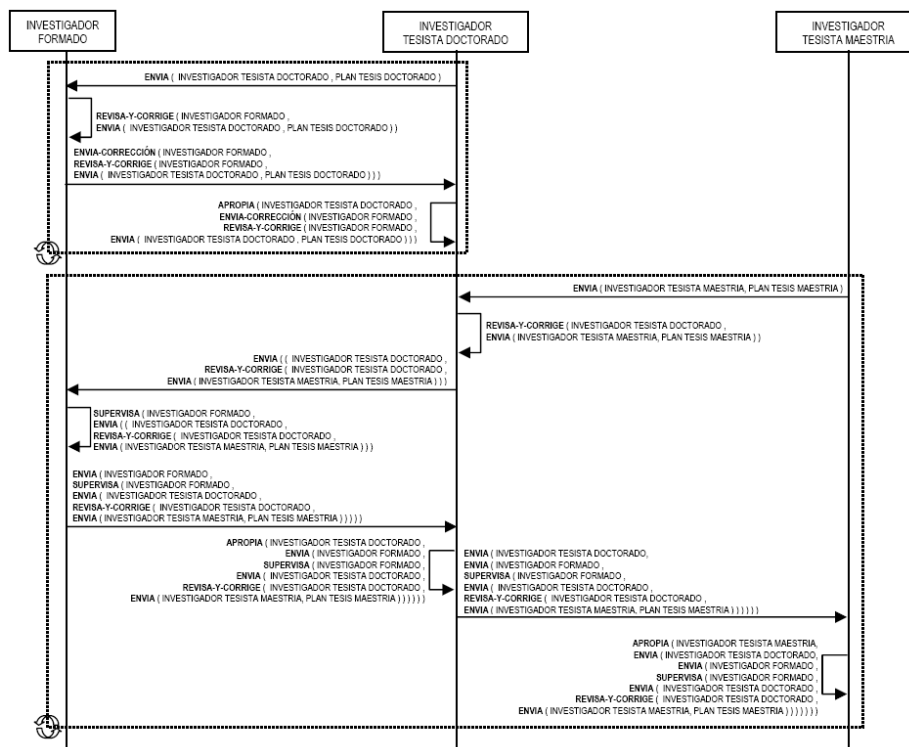 INVESTIGADOR
FORMADO
INVESTIGADOR
TESISTA DOCTORADO
INVESTIGADOR
TESISTA MAESTRIA
ENVIA ( INVESTIGADOR TESISTA DOCTORADO , PLAN TESIS DOCTORADO )
REVISA-Y-CORRIGE ( INVESTIGADOR FORMADO ,
ENVIA ( INVESTIGADOR TESISTA DOCTORADO , PLAN TESIS DOCTORADO ) )
ENVIA-CORRECCIÓN ( INVESTIGADOR FORMADO ,
REVISA-Y-CORRIGE ( INVESTIGADOR FORMADO ,
ENVIA ( INVESTIGADOR TESISTA DOCTORADO , PLAN TESIS DOCTORADO ) ) )
APROPIA ( INVESTIGADOR TESISTA DOCTORADO ,
ENVIA-CORRECCIÓN ( INVESTIGADOR FORMADO ,
REVISA-Y-CORRIGE ( INVESTIGADOR FORMADO ,
ENVIA ( INVESTIGADOR TESISTA DOCTORADO , PLAN TESIS DOCTORADO ) ) )
ENVIA ( INVESTIGADOR TESISTA MAESTRIA, PLAN TESIS MAESTRIA )
REVISA-Y-CORRIGE ( INVESTIGADOR TESISTA DOCTORADO ,
ENVIA ( INVESTIGADOR TESISTA MAESTRIA, PLAN TESIS MAESTRIA ) )
ENVIA ( ( INVESTIGADOR TESISTA DOCTORADO,
REVISA-Y-CORRIGE ( INVESTIGADOR TESISTA DOCTORADO ,
ENVIA ( INVESTIGADOR TESISTA MAESTRIA, PLAN TESIS MAESTRIA ) ) )
SUPERVISA ( INVESTIGADOR FORMADO ,
ENVIA ( ( INVESTIGADOR TESISTA DOCTORADO ,
REVISA-Y-CORRIGE ( INVESTIGADOR TESISTA DOCTORADO ,
ENVIA ( INVESTIGADOR TESISTA MAESTRIA, PLAN TESIS MAESTRIA ) ) )
ENVIA ( INVESTIGADOR FORMADO ,
SUPERVISA ( INVESTIGADOR FORMADO ,
ENVIA ( INVESTIGADOR TESISTA DOCTORADO ,
REVISA-Y-CORRIGE ( INVESTIGADOR TESISTA DOCTORADO ,
ENVIA ( INVESTIGADOR TESISTA MAESTRIA, PLAN TESIS MAESTRIA ) ) ) ) )
APROPIA ( INVESTIGADOR TESISTA DOCTORADO ,
ENVIA ( INVESTIGADOR FORMADO ,
SUPERVISA ( INVESTIGADOR FORMADO ,
ENVIA ( INVESTIGADOR TESISTA DOCTORADO ,
REVISA-Y-CORRIGE ( INVESTIGADOR TESISTA DOCTORADO ,
ENVIA ( INVESTIGADOR TESISTA MAESTRIA, PLAN TESIS MAESTRIA ) ) ) ) ) )
ENVIA ( INVESTIGADOR TESISTA DOCTORADO,
ENVIA ( INVESTIGADOR FORMADO ,
SUPERVISA ( INVESTIGADOR FORMADO ,
ENVIA ( INVESTIGADOR TESISTA DOCTORADO ,
REVISA-Y-CORRIGE ( INVESTIGADOR TESISTA DOCTORADO ,
ENVIA ( INVESTIGADOR TESISTA MAESTRIA, PLAN TESIS MAESTRIA ) ) ) ) ) )
APROPIA ( INVESTIGADOR TESISTA MAESTRIA,
ENVIA ( INVESTIGADOR TESISTA DOCTORADO,
ENVIA ( INVESTIGADOR FORMADO ,
SUPERVISA ( INVESTIGADOR FORMADO ,
ENVIA ( INVESTIGADOR TESISTA DOCTORADO ,
REVISA-Y-CORRIGE ( INVESTIGADOR TESISTA DOCTORADO ,
ENVIA ( INVESTIGADOR TESISTA MAESTRIA, PLAN TESIS MAESTRIA ) ) ) ) ) ) )